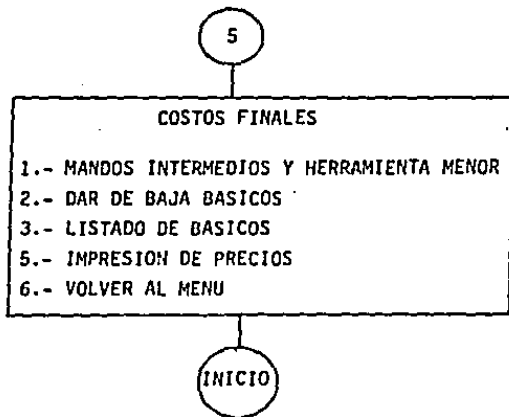 5
COSTOS FINALES
1.- MANDOS INTERMEDIOS Y HERRAMIENTA MENOR
2.- DAR DE BAJA BASICOS
3.- LISTADO DE BASICOS
5.- IMPRESION DE PRECIOS
6.- VOLVER AL MENU
INICIO